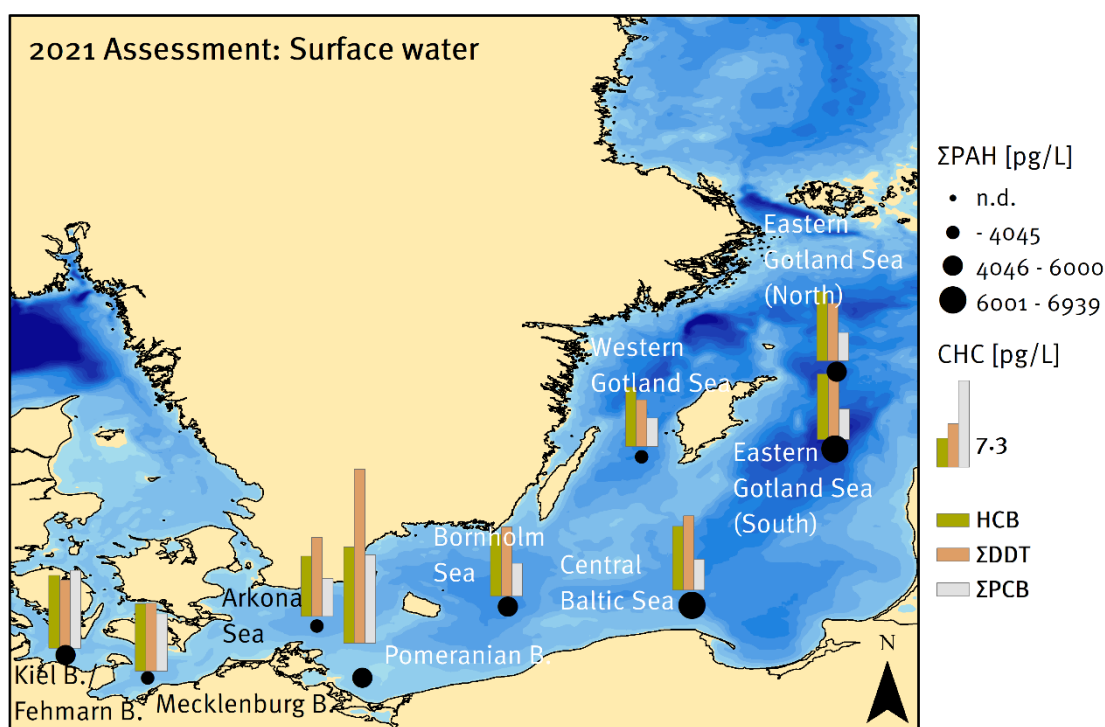 2021 Assessment: Surface water
Eastern
Gotland Sea
(North)
Western
Gotland Sea
Eastern
Gotland Sea
(South)
Bornholm
Sea
Central
Baltic Sea
Arkona
Sea
Pomeranian B.
Kiel B.
Fehmarn B.
Mecklenburg B.
N
ΣPAH [pg/L]
n.d.
- 4045
4046 - 6000
6001 - 6939
CHC [pg/L]
7.3
HCB
ΣDDT
ΣPCB